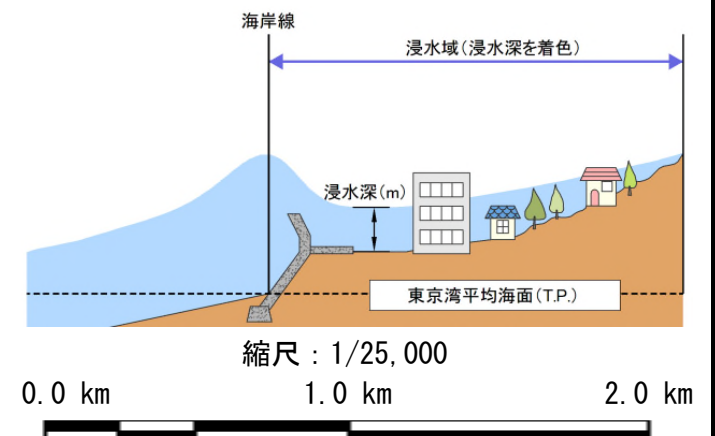 海岸線
浸水域（浸水深を着色）
浸水深（m）
東京湾平均海面（T.P.）
縮尺：1/25,000
0.0 km 1.0 km 2.0 km